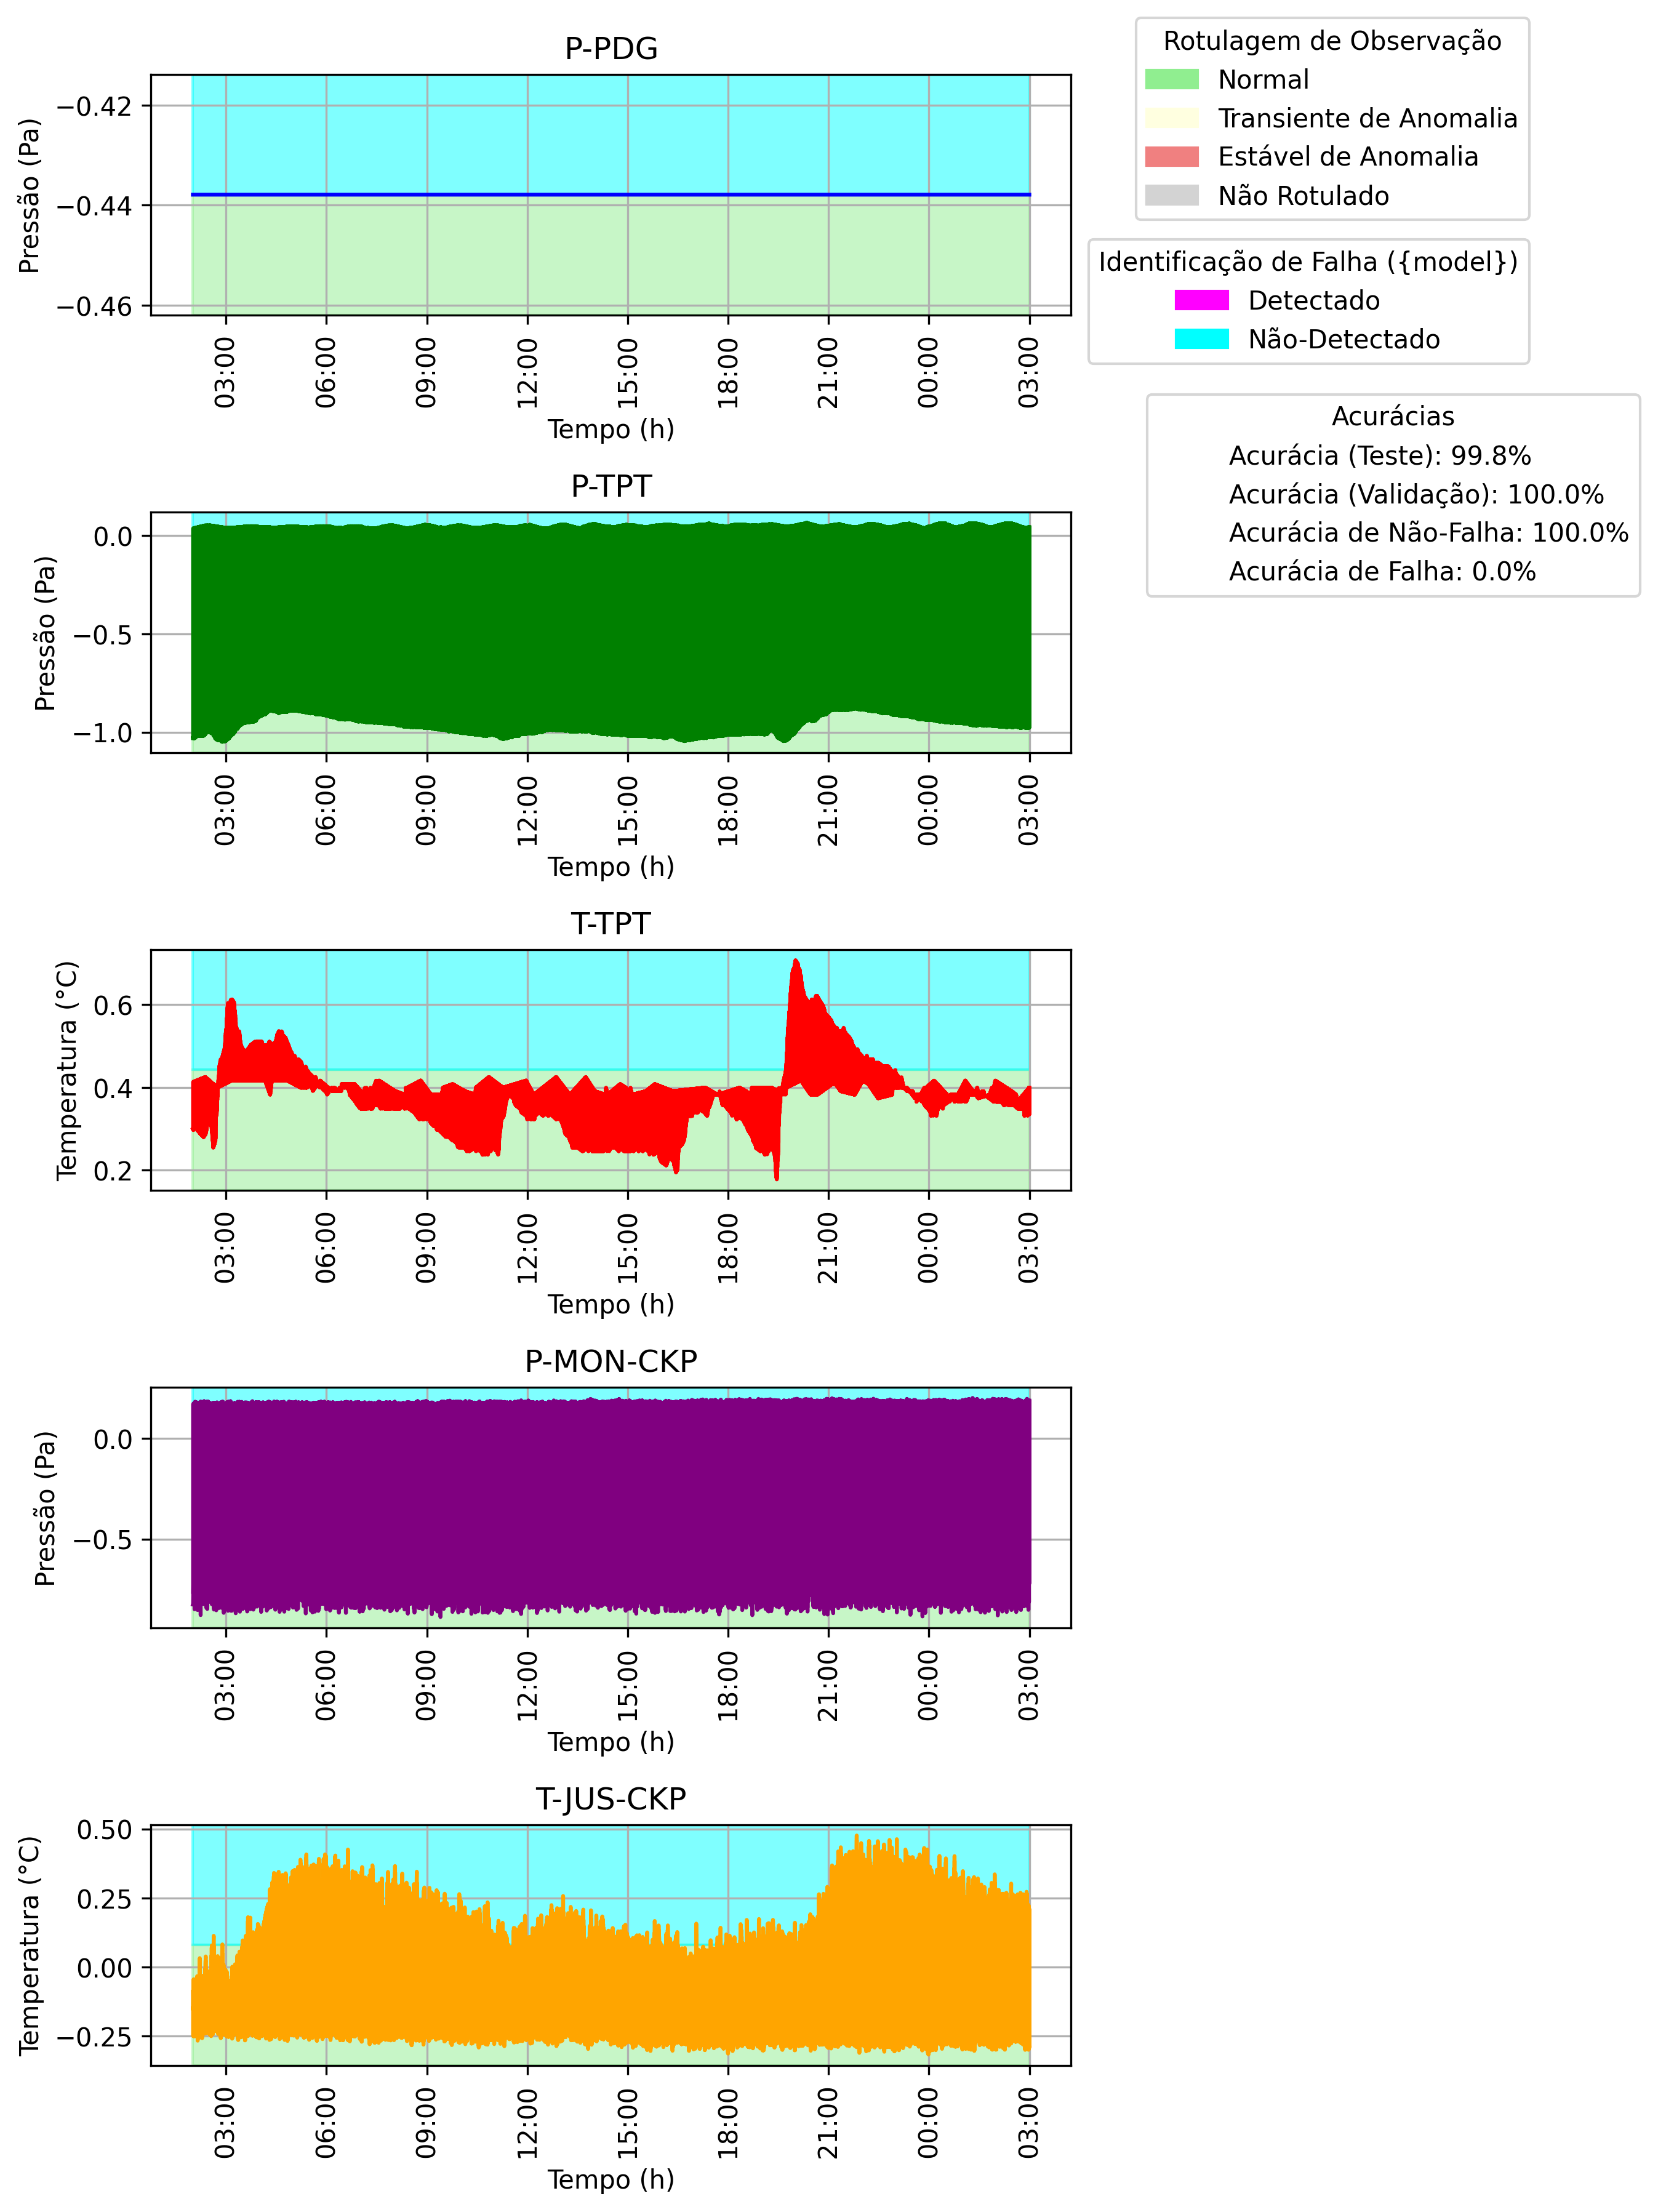 P-PDG
Pressão (Pa)
−0.42
−0.44
−0.46
03:00 06:00 09:00 12:00 15:00 18:00 21:00 00:00 03:00
Tempo (h)
Rotulagem de Observação
Normal
Transiente de Anomalia
Estável de Anomalia
Não Rotulado
Identificação de Falha ({model})
Detectado
Não-Detectado
Acurácias
Acurácia (Teste): 99.8%
Acurácia (Validação): 100.0%
Acurácia de Não-Falha: 100.0%
Acurácia de Falha: 0.0%
P-TPT
Pressão (Pa)
0.0
−0.5
−1.0
03:00 06:00 09:00 12:00 15:00 18:00 21:00 00:00 03:00
Tempo (h)
T-TPT
Temperatura (°C)
0.6
0.4
0.2
03:00 06:00 09:00 12:00 15:00 18:00 21:00 00:00 03:00
Tempo (h)
P-MON-CKP
Pressão (Pa)
0.0
−0.5
03:00 06:00 09:00 12:00 15:00 18:00 21:00 00:00 03:00
Tempo (h)
T-JUS-CKP
Temperatura (°C)
0.50
0.25
0.00
−0.25
03:00 06:00 09:00 12:00 15:00 18:00 21:00 00:00 03:00
Tempo (h)